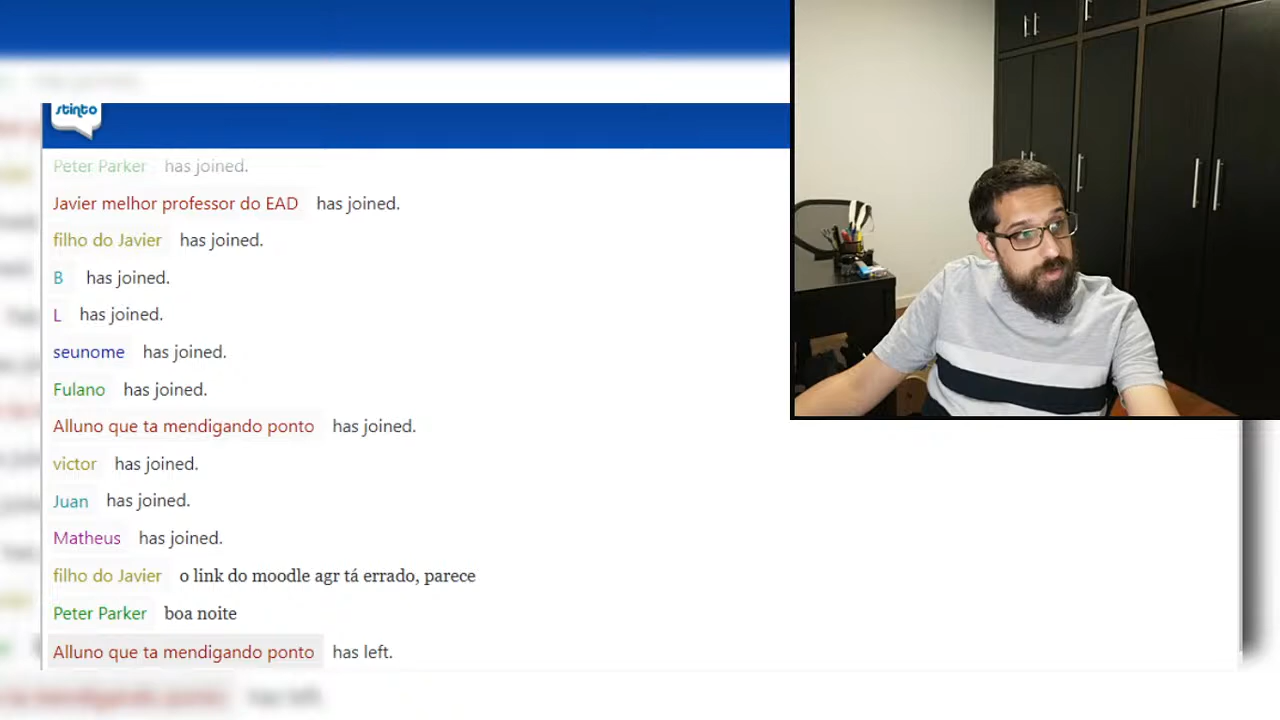 stinto
Peter Parker has joined.
Javier melhor professor do EAD has joined.
filho do Javier has joined.
B has joined.
L has joined.
seunome has joined.
Fulano has joined.
Alluno que ta mendigando ponto has joined.
victor has joined.
Juan has joined.
Matheus has joined.
filho do Javier o link do moodle agr tá errado, parece
Peter Parker boa noite
Alluno que ta mendigando ponto has left.